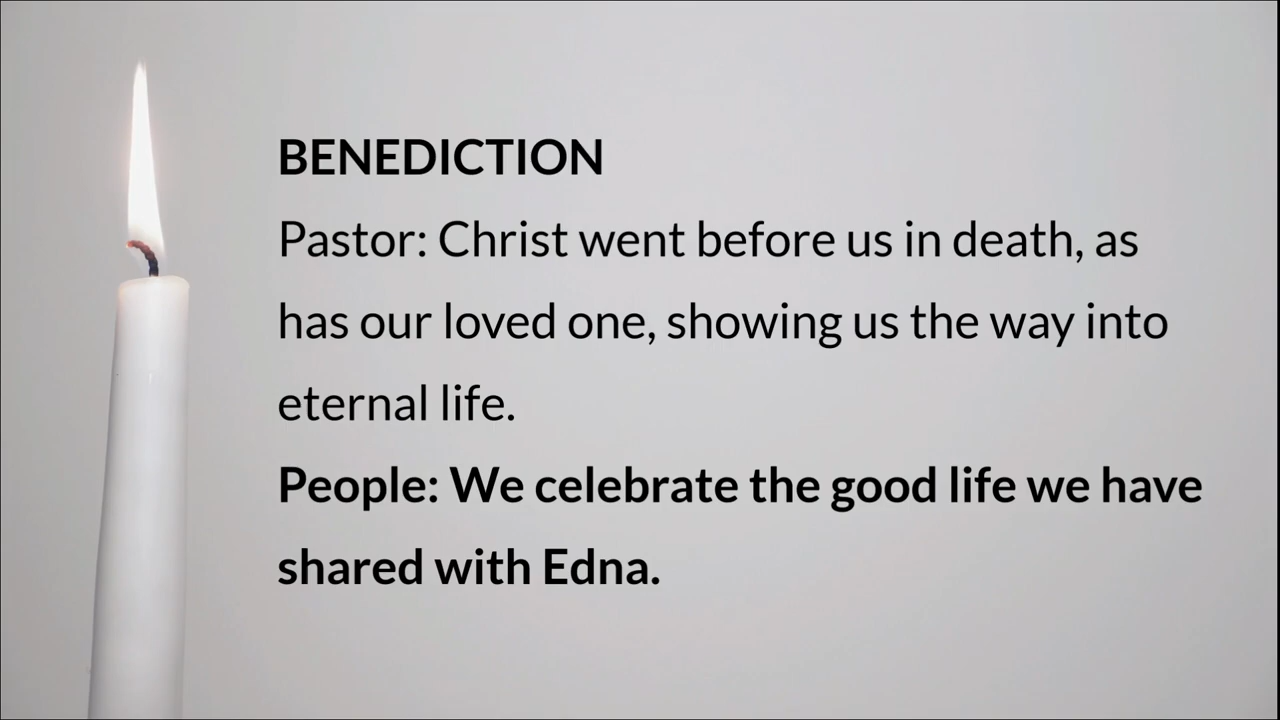 BENEDICTION
Pastor: Christ went before us in death, as
has our loved one, showing us the way into
eternal life.
People: We celebrate the good life we have
shared with Edna.